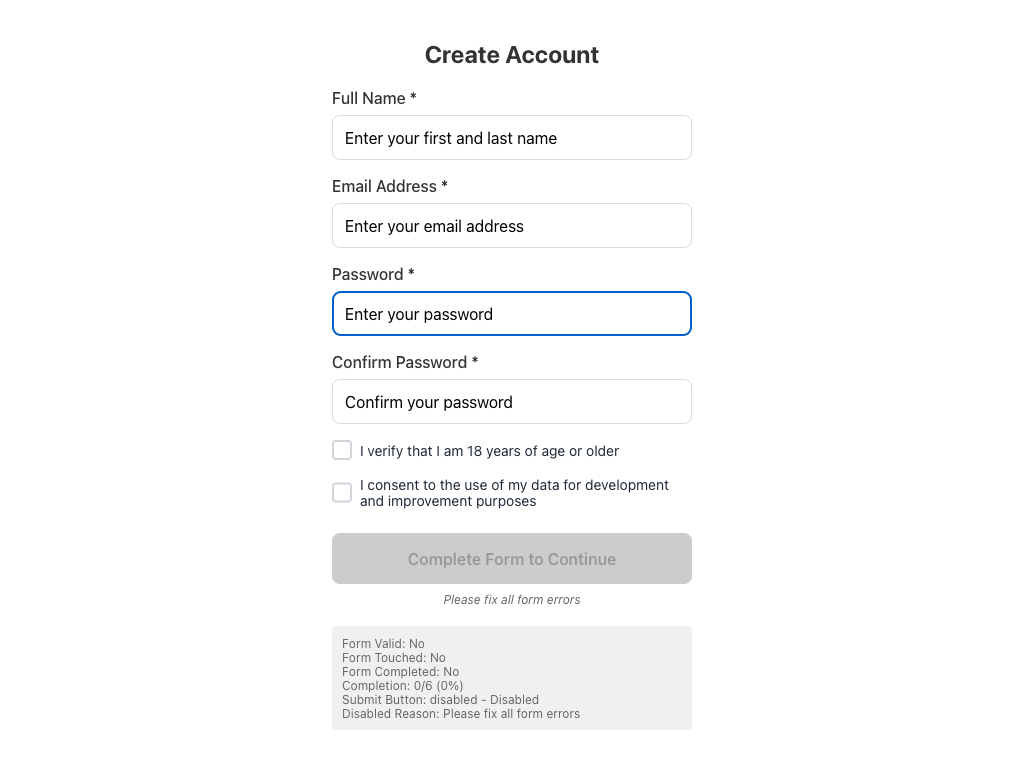 Create Account
Full Name *
Enter your first and last name
Email Address *
Enter your email address
Password *
Enter your password
Confirm Password *
Confirm your password
I verify that I am 18 years of age or older
I consent to the use of my data for development
and improvement purposes
Complete Form to Continue
Please fix all form errors
Form Valid: No
Form Touched: No
Form Completed: No
Completion: 0/6 (0%)
Submit Button: disabled - Disabled
Disabled Reason: Please fix all form errors